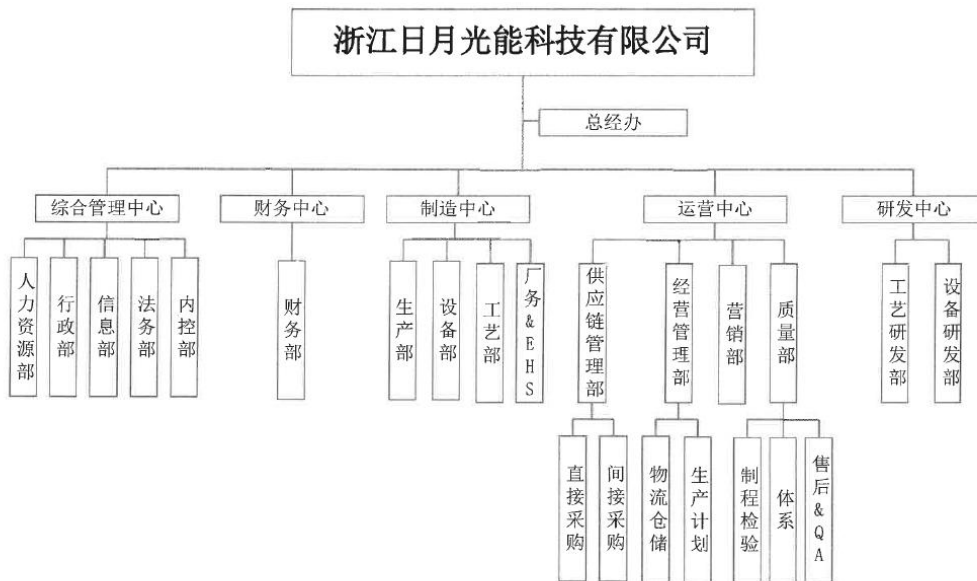 浙江日月光能科技有限公司
总经办
综合管理中心
财务中心
制造中心
运营中心
研发中心
人力资源部
行政部
信息部
法务部
内控部
财务部
生产部
设备部
工艺部
厂务&EHS
供应链管理部
经营管理部
营销部
质量部
工艺研发部
设备研发部
直接采购
间接采购
物流仓储
生产计划
制程检验
体系
售后&QA